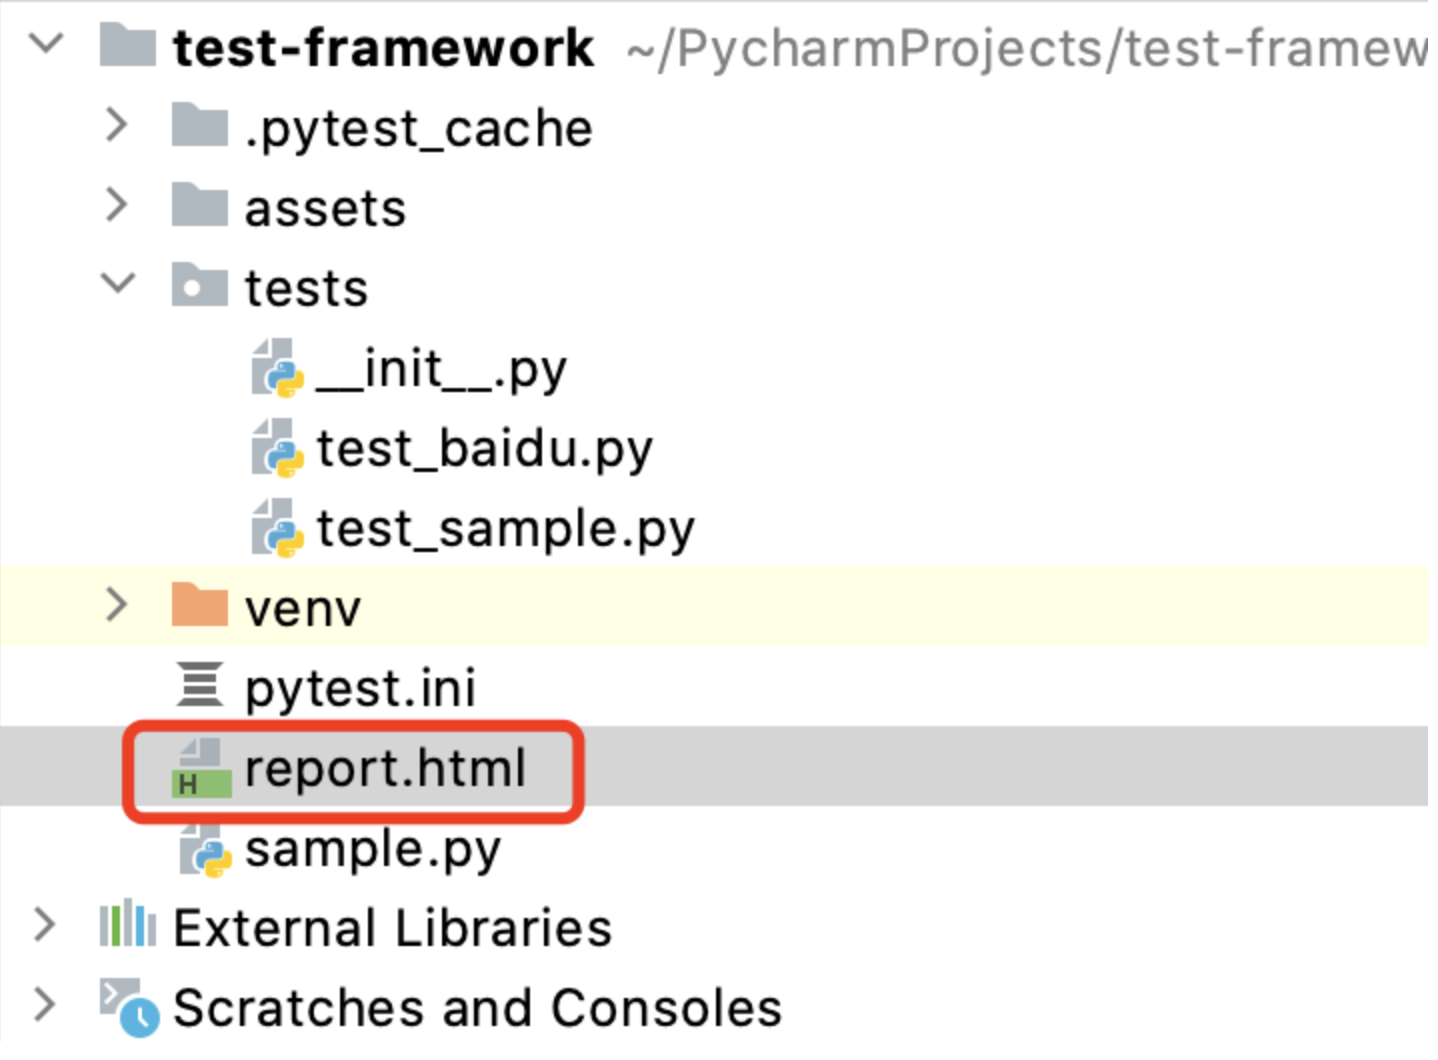 test-framework ~/PycharmProjects/test-framew
.pytest_cache
assets
tests
__init__.py
test_baidu.py
test_sample.py
venv
pytest.ini
H report.html
sample.py
External Libraries
Scratches and Consoles